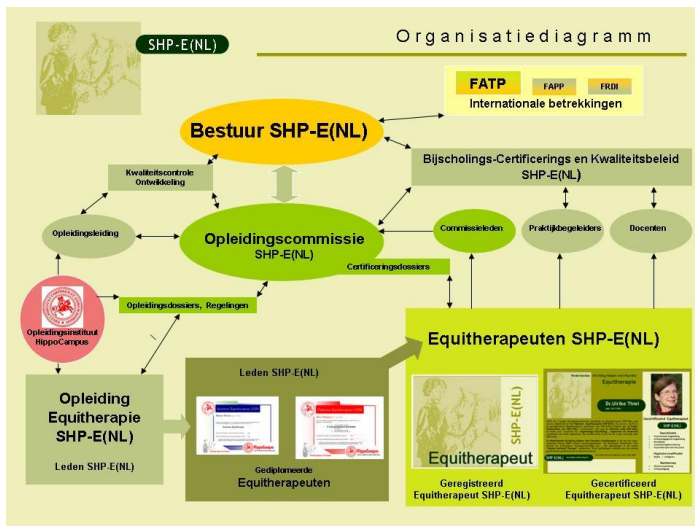 SHP-E(NL)
Organisatiediagramm
FATP
FAPP
FRDI
Internationale betrekkingen
Bestuur SHP-E(NL)
Kwaliteitscontrole
Ontwikkeling
Bijscholings-Certificerings en Kwaliteitsbeleid
SHP-E(NL)
Opleidingsleiding
Opleidingscommissie
SHP-E(NL)
Commissieleden
Praktijkbegeleiders
Docenten
Certificeringsdossiers
Opleidingsdossiers, Regelingen
Opleidingsinstituut
HippoCampus
Equitherapeuten SHP-E(NL)
Leden SHP-E(NL)
Opleiding
Equitherapie
SHP-E(NL)
Leden SHP-E(NL)
Gediplomeerde
Equitherapeuten
SHP-E(NL)
Equitherapeut
Equitherapie
Dr.Ulrike Thiel
Geregistreerd
Equitherapeut SHP-E(NL)
Gecertificeerd
Equitherapeut SHP-E(NL)